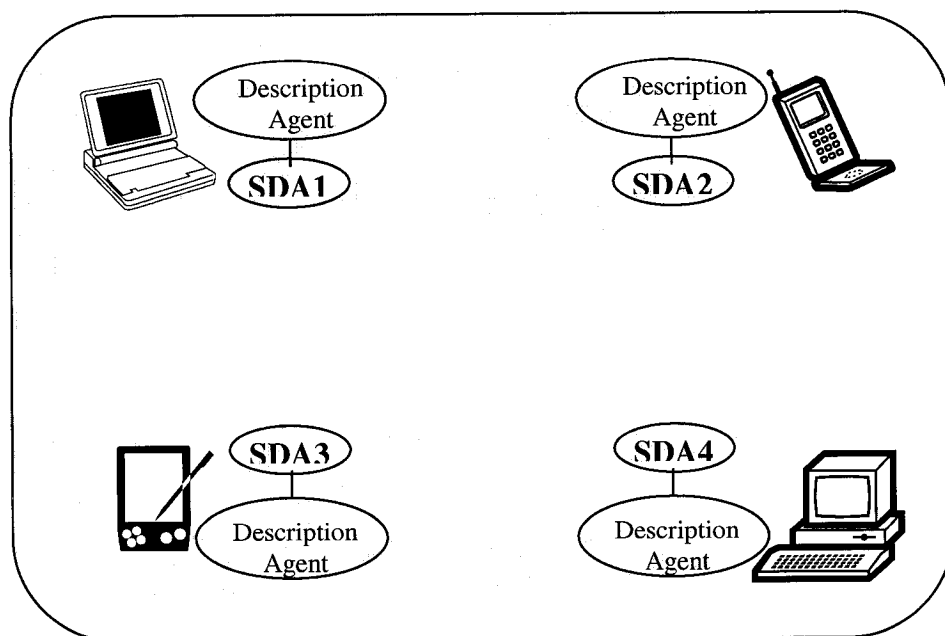 Description
Agent
SDA1
Description
Agent
SDA2
SDA3
Description
Agent
SDA4
Description
Agent